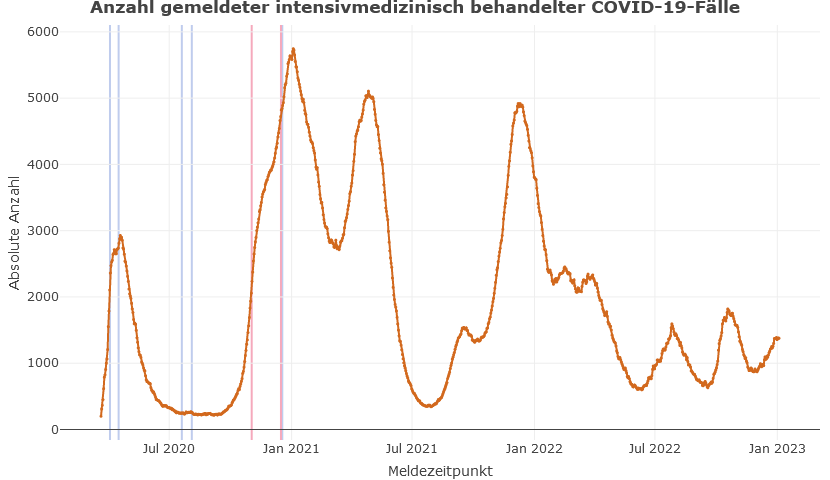 Anzahl gemeldeter intensivmedizinisch behandelter COVID-19-Fälle
6000
5000
4000
3000
2000
1000
0
Absolute Anzahl
Jul 2020
Jan 2021
Jul 2021
Jan 2022
Jul 2022
Jan 2023
Meldezeitpunkt